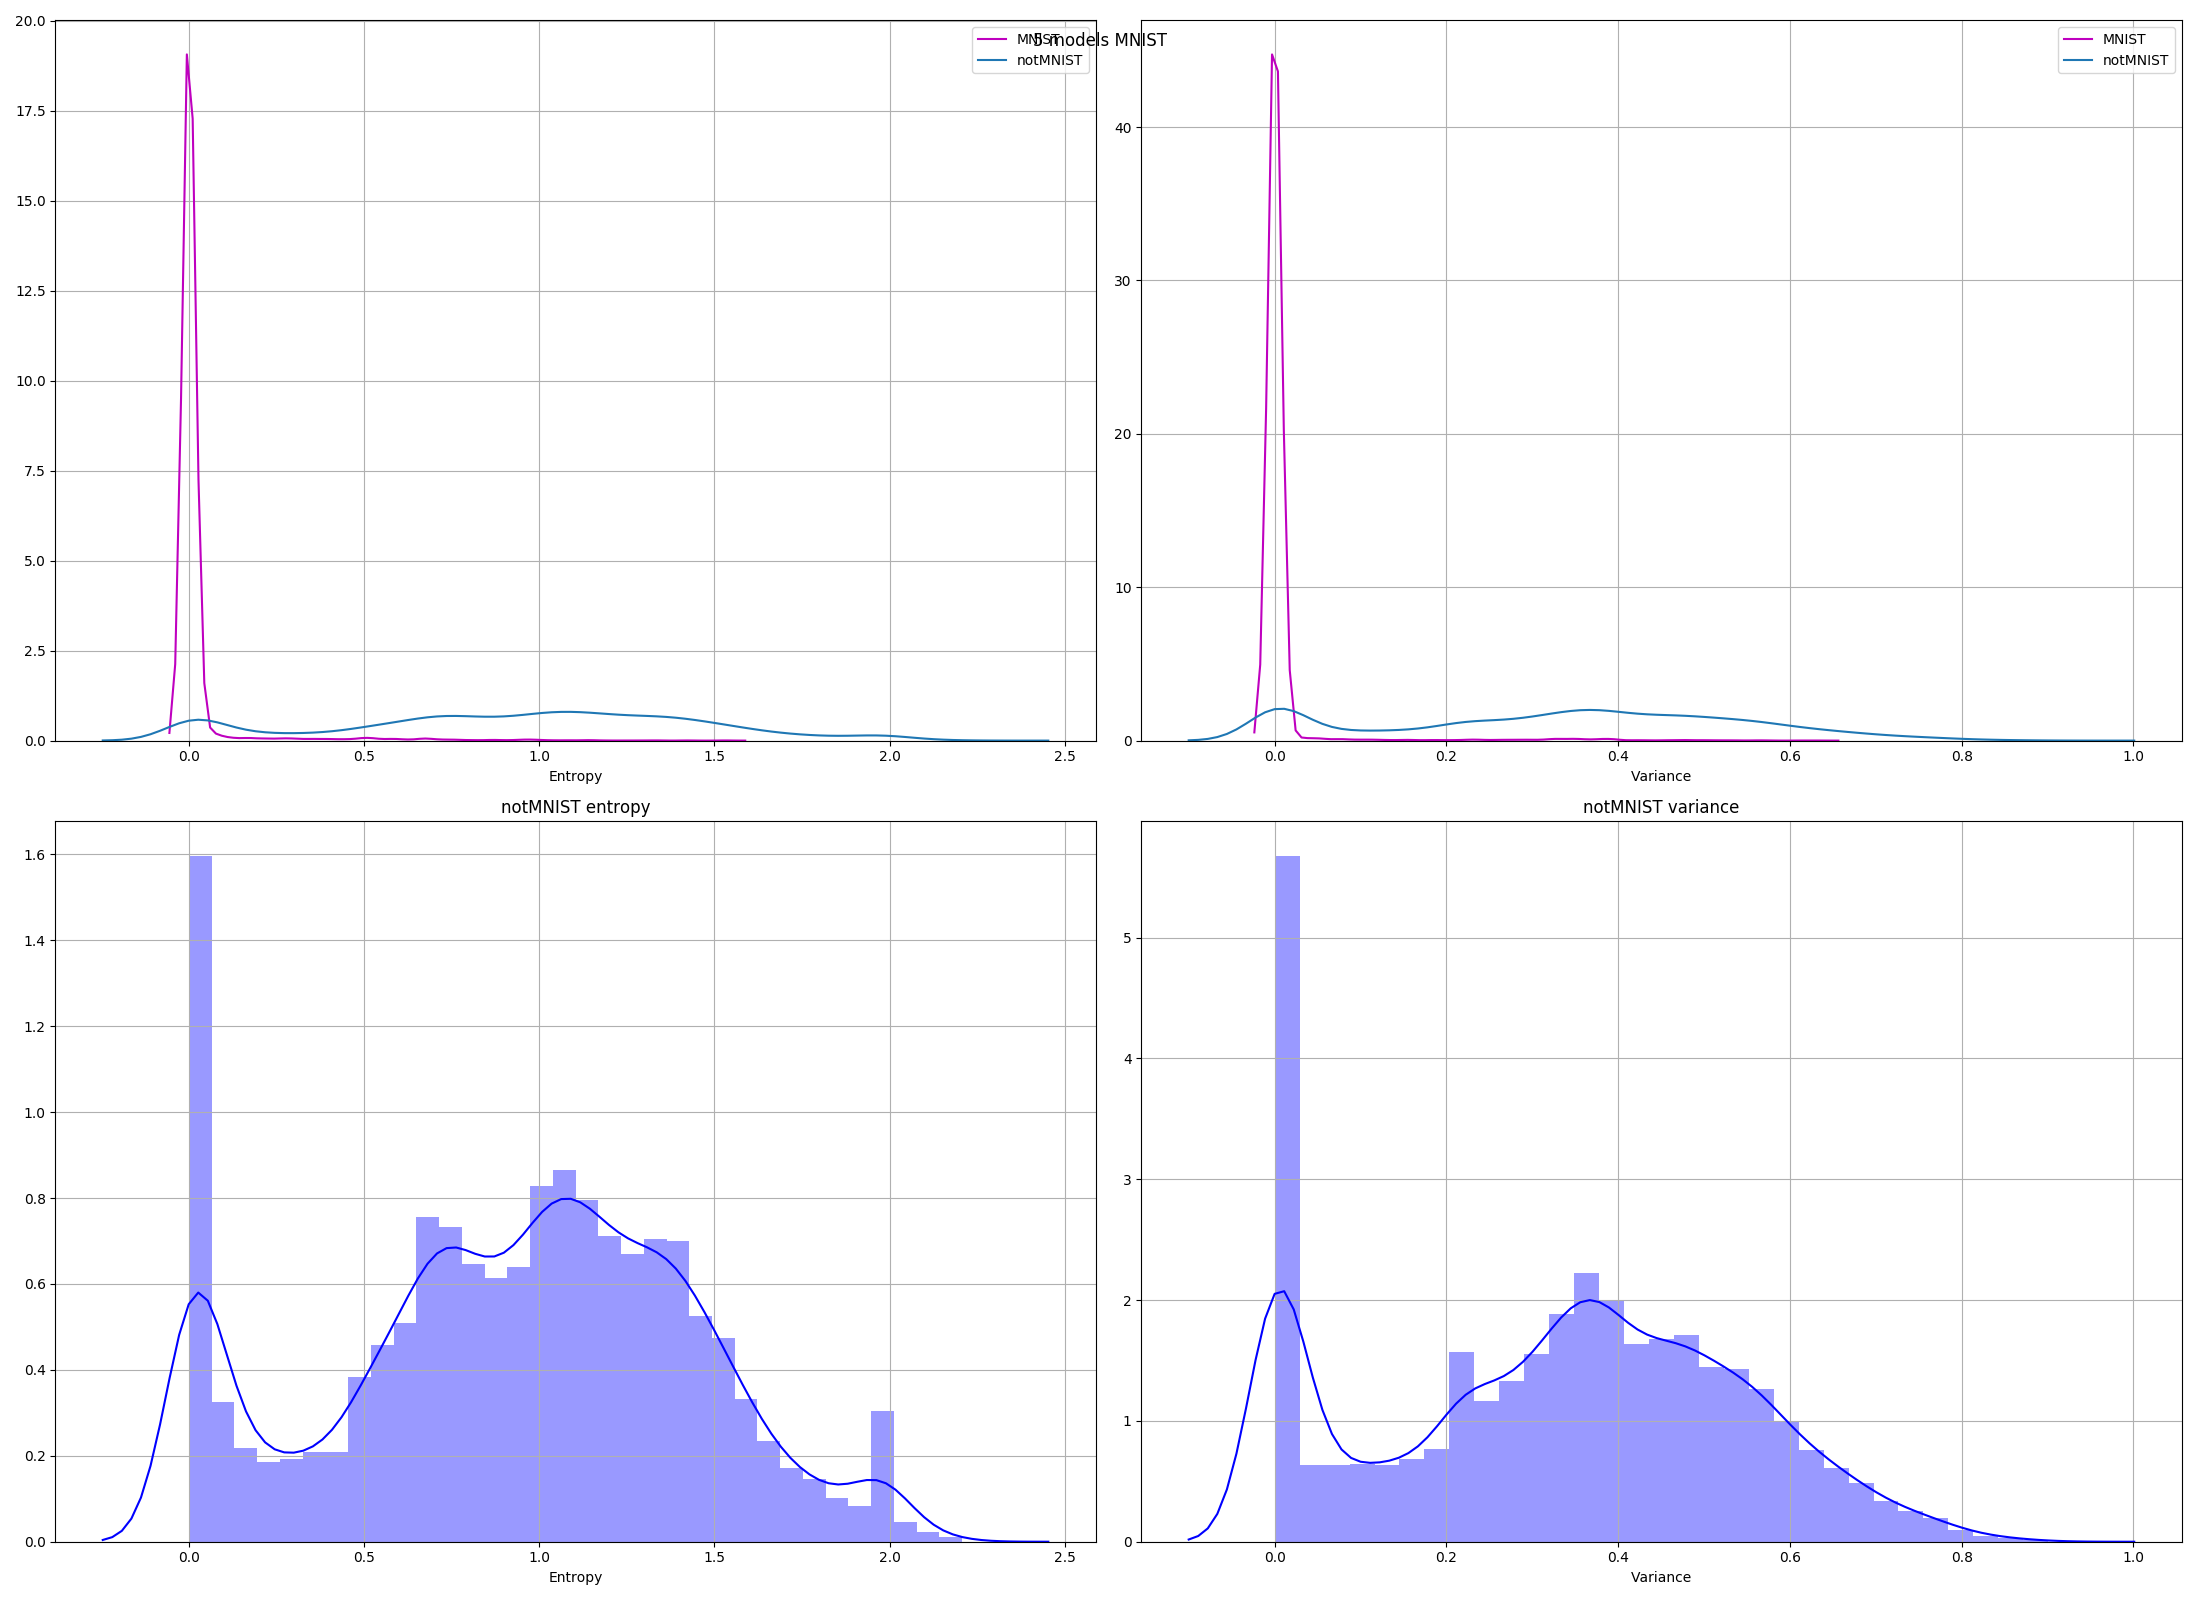 5 models MNIST
MNIST
notMNIST
20.0
17.5
15.0
12.5
10.0
7.5
5.0
2.5
0.0
0.0 0.5 1.0 1.5 2.0 2.5
Entropy
MNIST
notMNIST
40
30
20
10
0
0.0 0.2 0.4 0.6 0.8 1.0
Variance
notMNIST entropy
1.6
1.4
1.2
1.0
0.8
0.6
0.4
0.2
0.0
0.0 0.5 1.0 1.5 2.0 2.5
Entropy
notMNIST variance
5
4
3
2
1
0
0.0 0.2 0.4 0.6 0.8 1.0
Variance